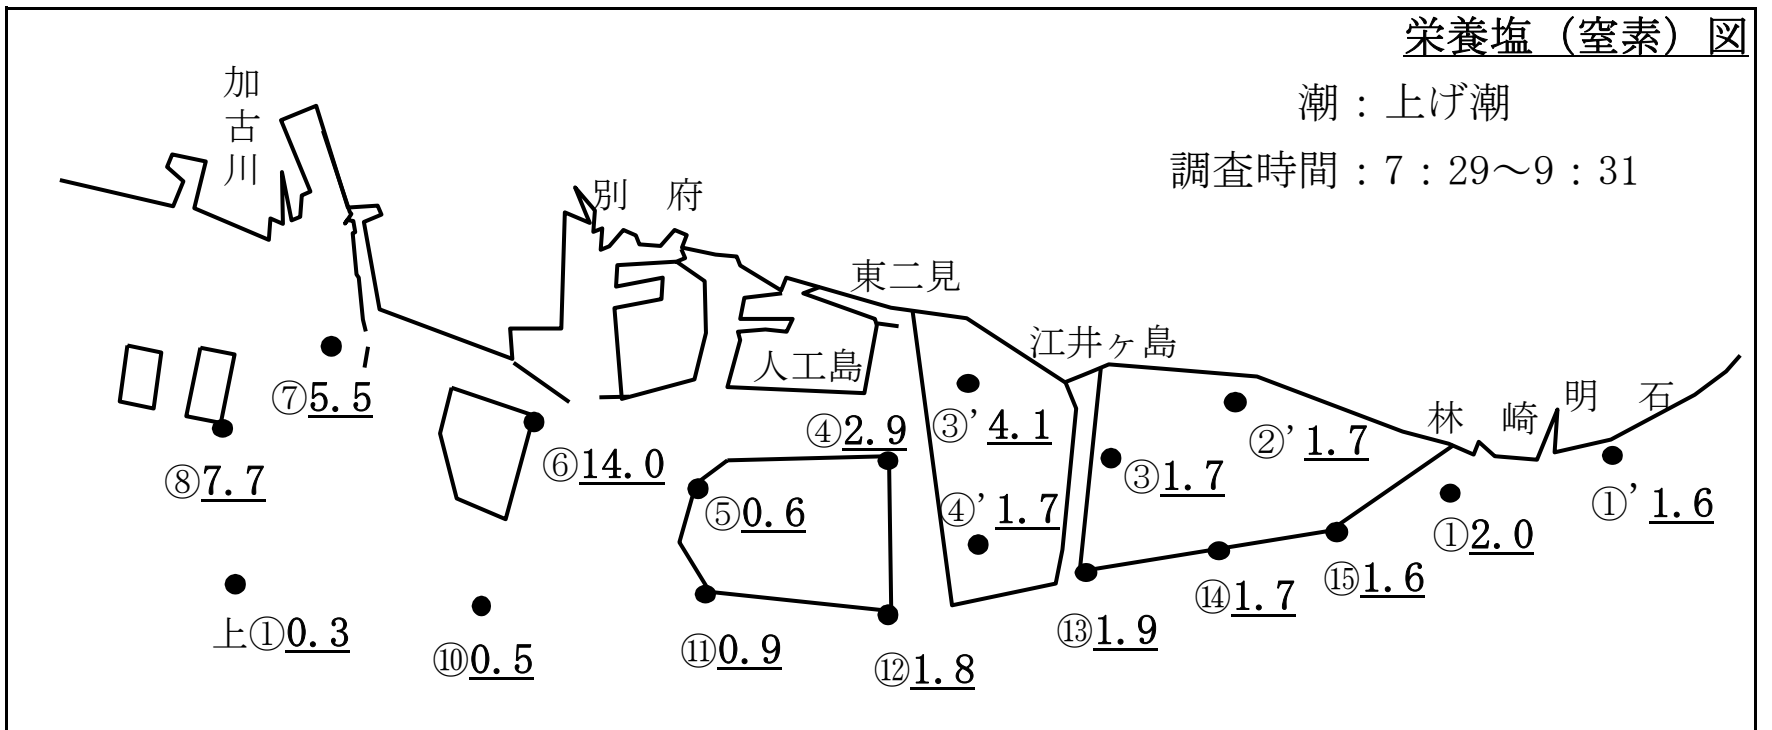 栄養塩（窒素）図
潮：上げ潮
調査時間：7：29～9：31
加古川
別　府
東二見
江井ヶ島
人工島
林　崎
明　石
⑦5.5
④2.9
③’4.1
②’1.7
⑥14.0
③1.7
⑧7.7
⑤0.6
④’1.7
①’1.6
①2.0
⑮1.6
⑭1.7
上①0.3
⑬1.9
⑩0.5
⑪0.9
⑫1.8